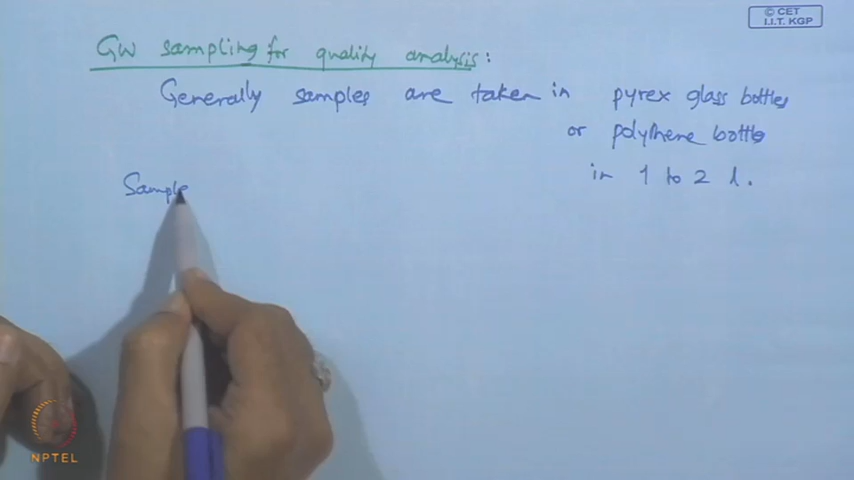 © CET
I.I.T. KGP
GW sampling for quality analysis:
Generally samples are taken in pyrex glass bottles
or polythene bottles
in 1 to 2 l.
Sample
NPTEL